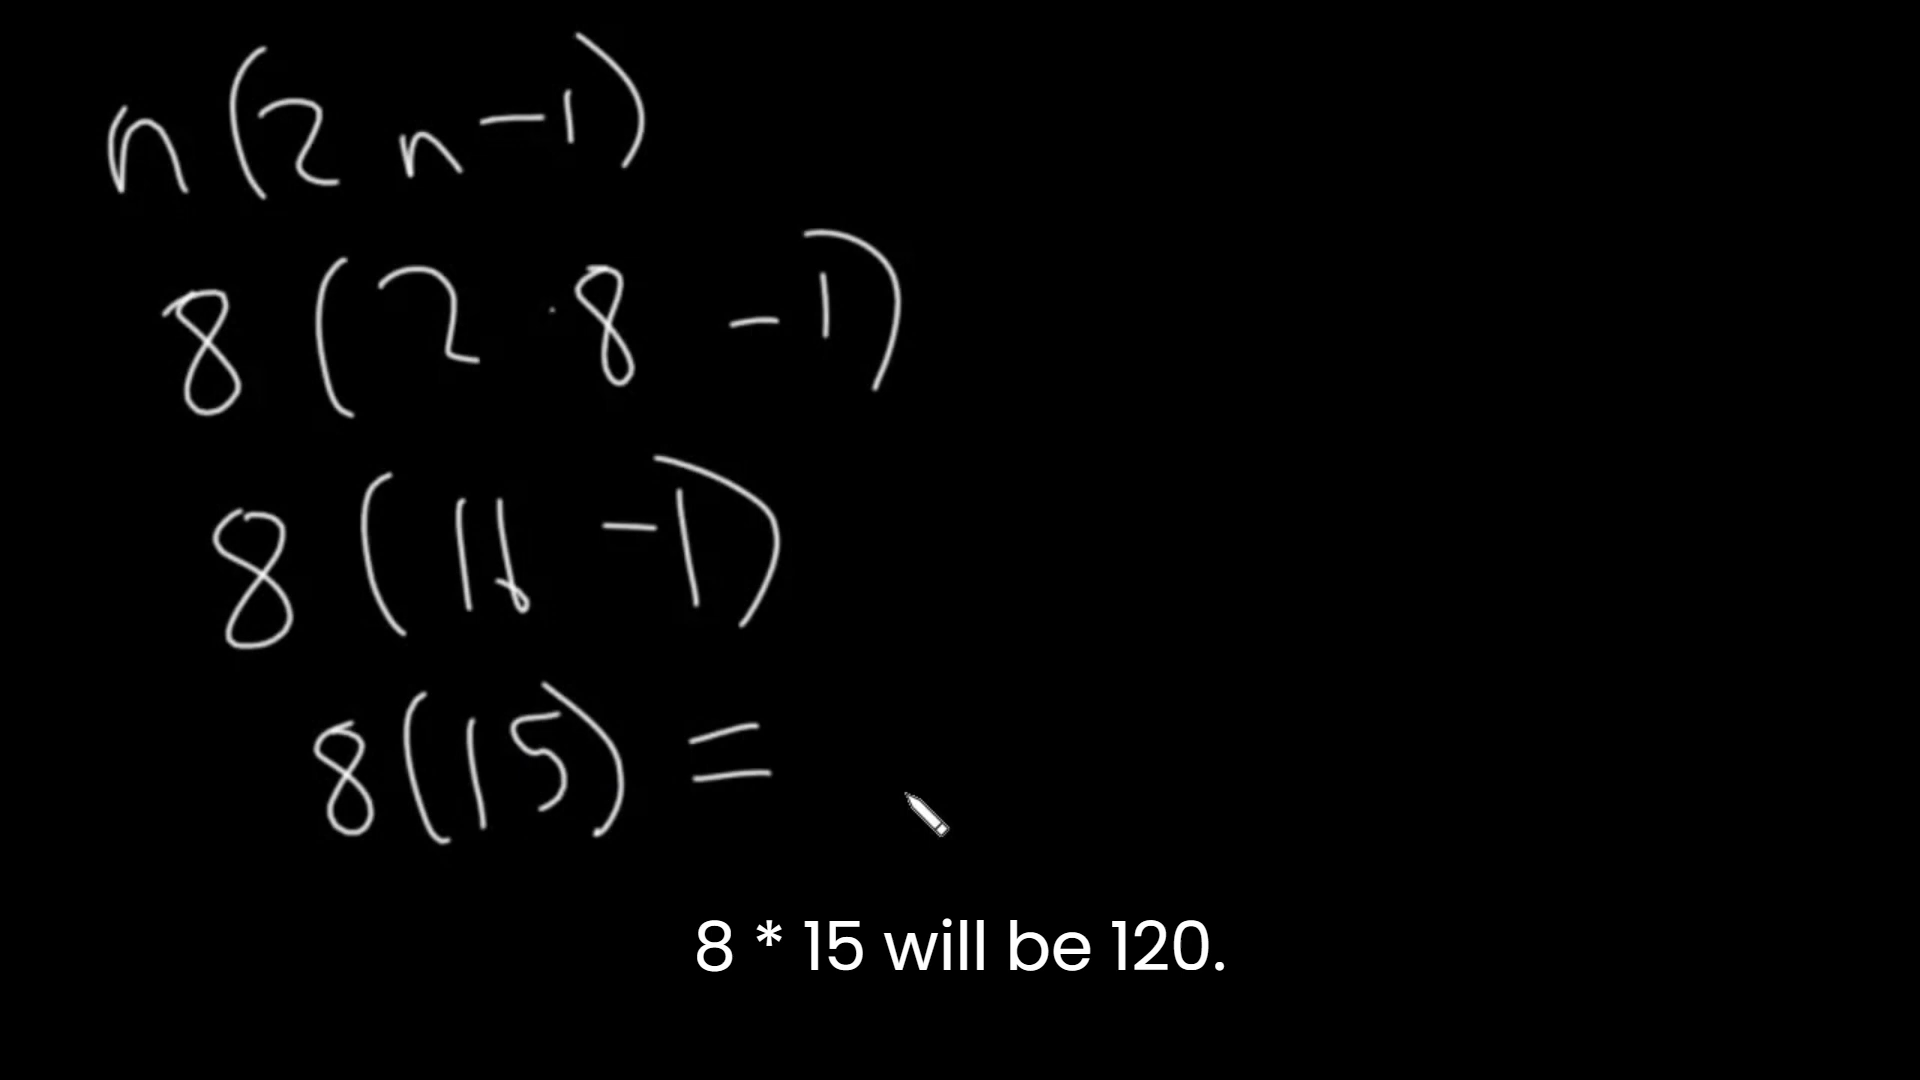 n(2n-1)
8(2·8-1)
8(16-1)
8(15)=
8 * 15 will be 120.